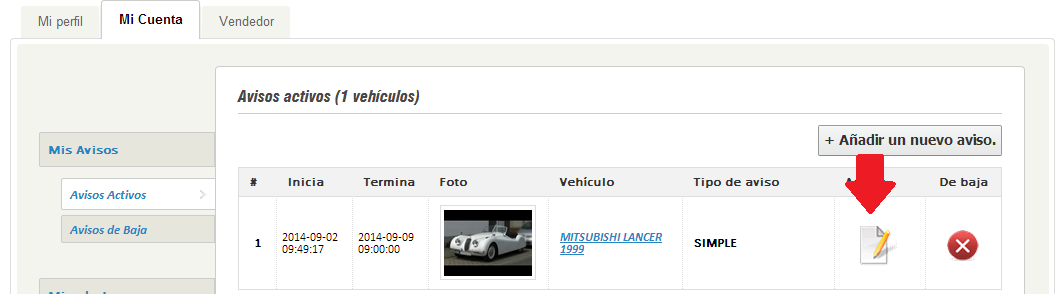 Mi perfil
Mi Cuenta
Vendedor
Avisos activos (1 vehículos)
+ Añadir un nuevo aviso.
Mis Avisos
Avisos Activos
Avisos de Baja
# Inicia Termina Foto Vehículo Tipo de aviso De baja
1 2014-09-02 2014-09-09 MITSUBISHI LANCER SIMPLE
09:49:17 09:00:00 1999